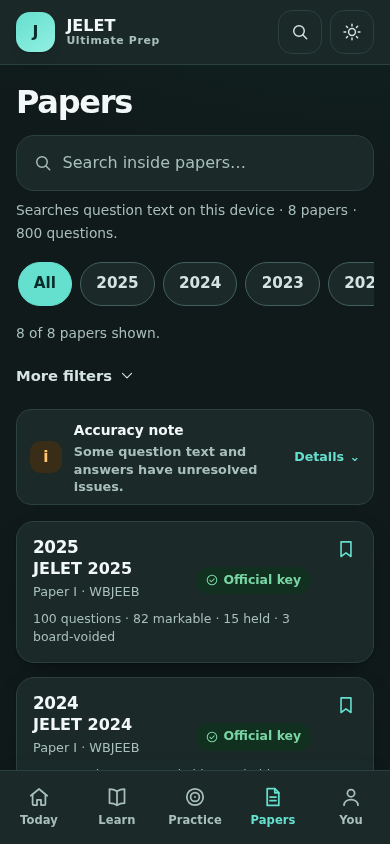 J
JELET
Ultimate Prep
Papers
Search inside papers...
Searches question text on this device · 8 papers ·
800 questions.
All
2025
2024
2023
202
8 of 8 papers shown.
More filters
i
Accuracy note
Some question text and
answers have unresolved
issues.
Details
2025
JELET 2025
Paper I · WBJEEB
Official key
100 questions · 82 markable · 15 held · 3
board-voided
2024
JELET 2024
Paper I · WBJEEB
Official key
Today
Learn
Practice
Papers
You